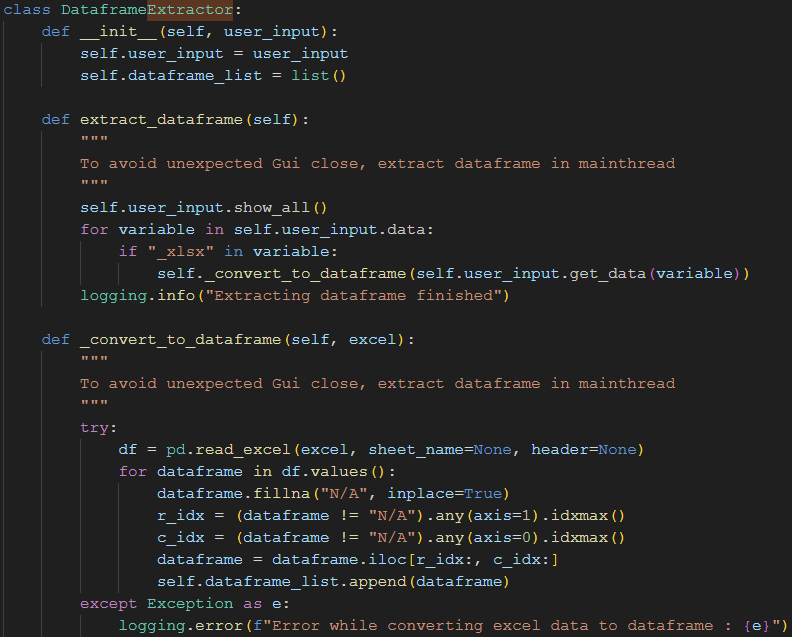 class DataframeExtractor:
    def __init__(self, user_input):
        self.user_input = user_input
        self.dataframe_list = list()

    def extract_dataframe(self):
        """
        To avoid unexpected Gui close, extract dataframe in mainthread
        """
        self.user_input.show_all()
        for variable in self.user_input.data:
            if "_xlsx" in variable:
                self._convert_to_dataframe(self.user_input.get_data(variable))
        logging.info("Extracting dataframe finished")

    def _convert_to_dataframe(self, excel):
        """
        To avoid unexpected Gui close, extract dataframe in mainthread
        """
        try:
            df = pd.read_excel(excel, sheet_name=None, header=None)
            for dataframe in df.values():
                dataframe.fillna("N/A", inplace=True)
                r_idx = (dataframe != "N/A").any(axis=1).idxmax()
                c_idx = (dataframe != "N/A").any(axis=0).idxmax()
                dataframe = dataframe.iloc[r_idx:, c_idx:]
                self.dataframe_list.append(dataframe)
        except Exception as e:
            logging.error(f"Error while converting excel data to dataframe : {e}")